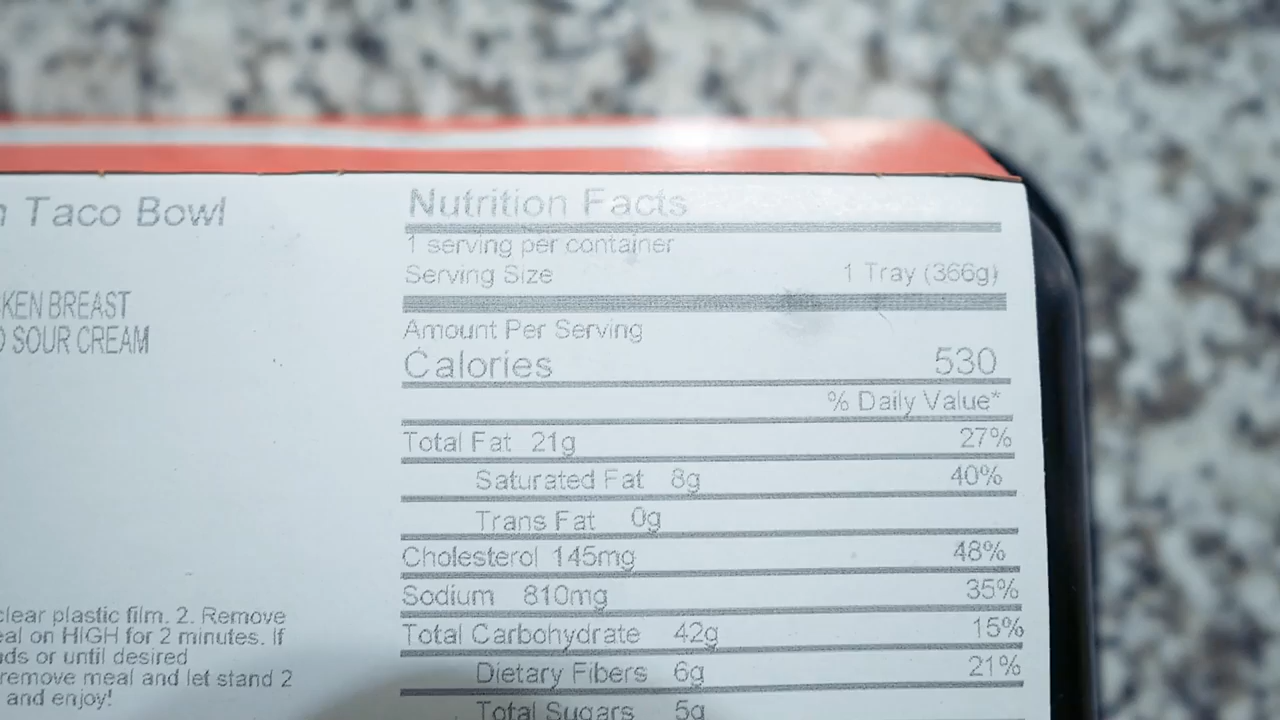 Taco Bowl
KEN BREAST
SOUR CREAM
clear plastic film. 2. Remove
eal on HIGH for 2 minutes. If
ds or until desired
remove meal and let stand 2
and enjoy!
Nutrition Facts
1 serving per container
Serving Size 1 Tray (366g)
Amount Per Serving
Calories 530
% Daily Value*
Total Fat 21g 27%
Saturated Fat 8g 40%
Trans Fat 0g
Cholesterol 145mg 48%
Sodium 810mg 35%
Total Carbohydrate 42g 15%
Dietary Fibers 6g 21%
Total Sugars 5g